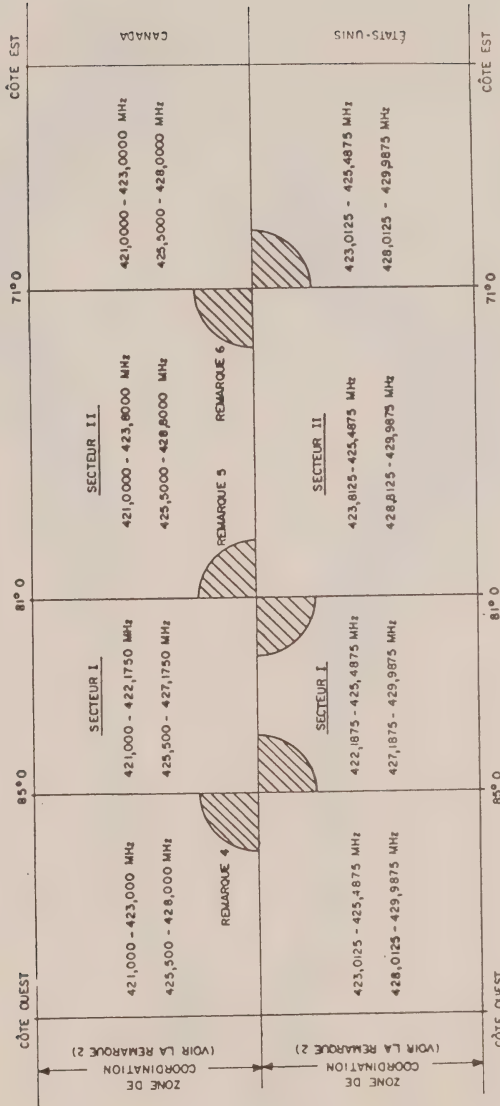 CÔTE OUEST
85° O
81° O
71° O
CÔTE EST
ZONE DE
COORDINATION
(VOIR LA REMARQUE 2)
421,000 - 423,000 MHz
425,500 - 428,000 MHz
REMARQUE 4
SECTEUR I
421,000 - 422,1750 MHz
425,500 - 427,1750 MHz
SECTEUR II
421,0000 - 423,8000 MHz
425,5000 - 428,8000 MHz
REMARQUE 5
REMARQUE 6
421,0000 - 423,0000 MHz
425,5000 - 428,0000 MHz
CANADA
ZONE DE
COORDINATION
(VOIR LA REMARQUE 2)
423,0125 - 425,4875 MHz
428,0125 - 429,9875 MHz
SECTEUR I
422,1875 - 425,4875 MHz
427,1875 - 429,9875 MHz
SECTEUR II
423,8125 - 425,4875 MHz
428,8125 - 429,9875 MHz
423,0125 - 425,4875 MHz
428,0125 - 429,9875 MHz
ÉTATS-UNIS
CÔTE OUEST
85° O
81° O
71° O
CÔTE EST